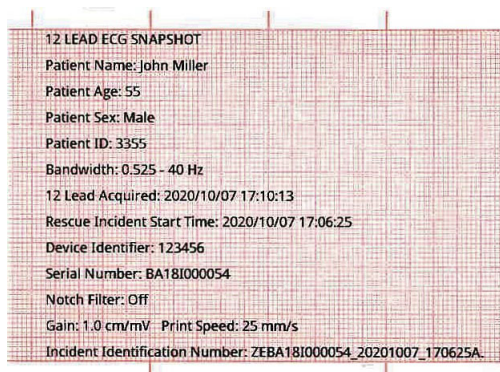 12 LEAD ECG SNAPSHOT
Patient Name: John Miller
Patient Age: 55
Patient Sex: Male
Patient ID: 3355
Bandwidth: 0.525 - 40 Hz
12 Lead Acquired: 2020/10/07 17:10:13
Rescue Incident Start Time: 2020/10/07 17:06:25
Device Identifier: 123456
Serial Number: BA18I000054
Notch Filter: Off
Gain: 1.0 cm/mV Print Speed: 25 mm/s
Incident Identification Number: ZEBA18I000054_20201007_170625A.